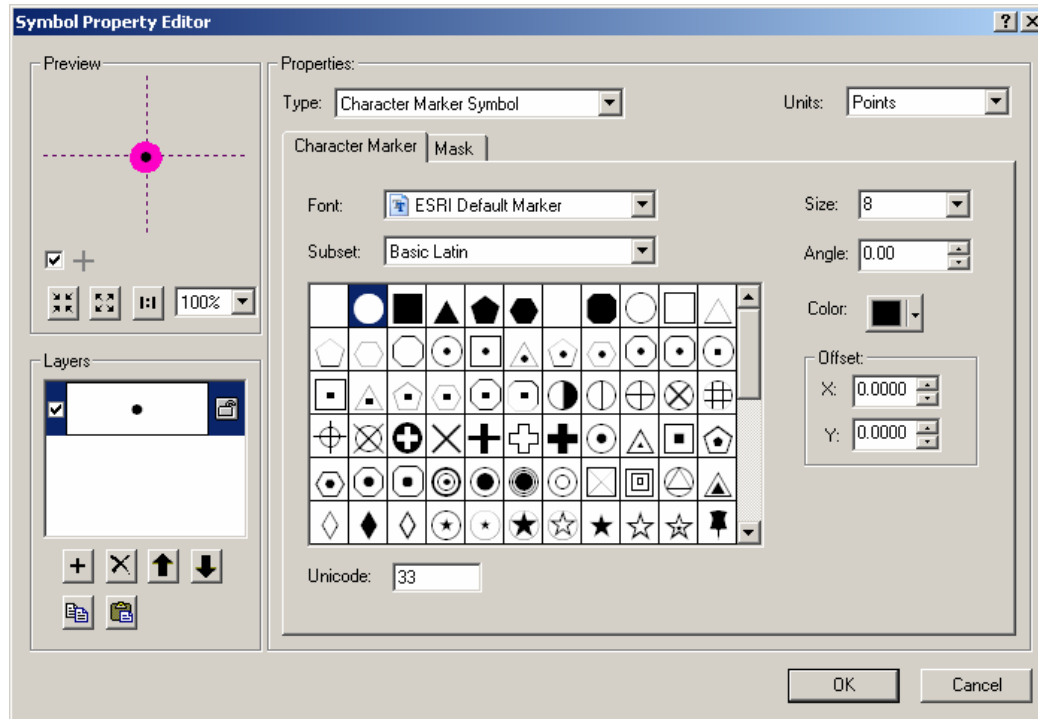 Symbol Property Editor
Preview
1:1
100%
Layers
Properties:
Type: Character Marker Symbol
Units: Points
Character Marker
Mask
Font: ESRI Default Marker
Size: 8
Subset: Basic Latin
Angle: 0.00
Color:
Offset:
X: 0.0000
Y: 0.0000
Unicode: 33
OK
Cancel